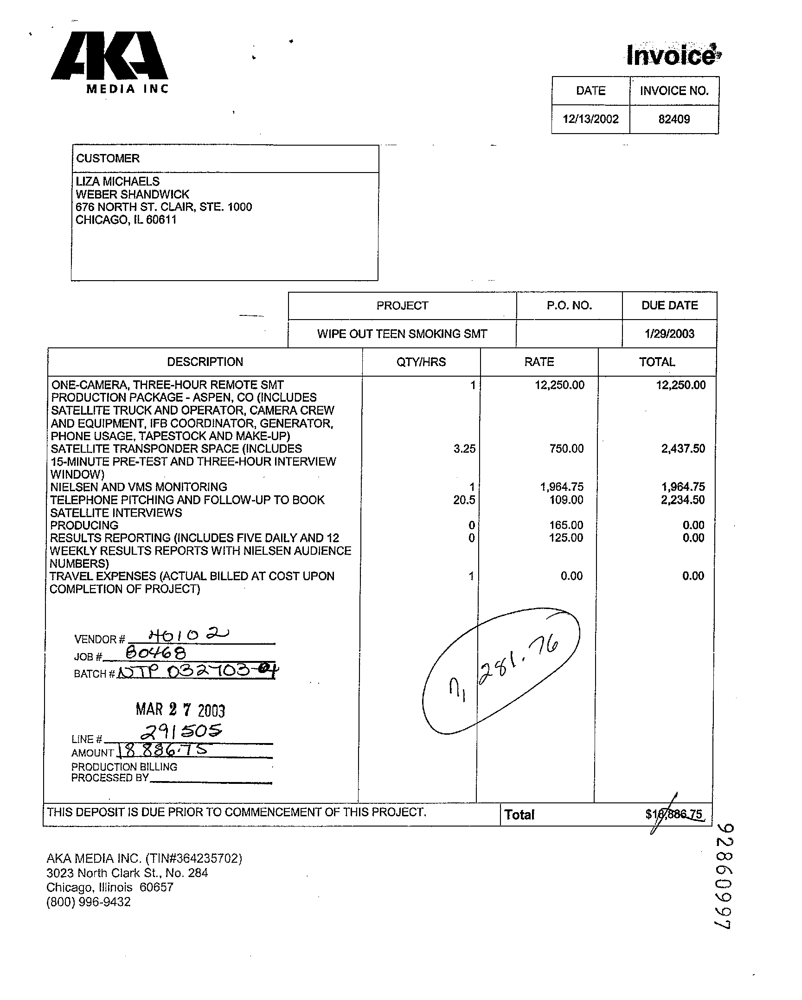 AKA
MEDIA INC
Invoice
DATE INVOICE NO.
12/13/2002 82409
CUSTOMER
LIZA MICHAELS
WEBER SHANDWICK
676 NORTH ST. CLAIR, STE. 1000
CHICAGO, IL 60611
PROJECT P.O. NO. DUE DATE
WIPE OUT TEEN SMOKING SMT 1/29/2003
DESCRIPTION QTY/HRS RATE TOTAL
ONE-CAMERA, THREE-HOUR REMOTE SMT 1 12,250.00 12,250.00
PRODUCTION PACKAGE - ASPEN, CO (INCLUDES
SATELLITE TRUCK AND OPERATOR, CAMERA CREW
AND EQUIPMENT, IFB COORDINATOR, GENERATOR,
PHONE USAGE, TAPESTOCK AND MAKE-UP)
SATELLITE TRANSPONDER SPACE (INCLUDES 3.25 750.00 2,437.50
15-MINUTE PRE-TEST AND THREE-HOUR INTERVIEW
WINDOW)
NIELSEN AND VMS MONITORING 1 1,964.75 1,964.75
TELEPHONE PITCHING AND FOLLOW-UP TO BOOK 20.5 109.00 2,234.50
SATELLITE INTERVIEWS
PRODUCING 0 165.00 0.00
RESULTS REPORTING (INCLUDES FIVE DAILY AND 12 0 125.00 0.00
WEEKLY RESULTS REPORTS WITH NIELSEN AUDIENCE
NUMBERS)
TRAVEL EXPENSES (ACTUAL BILLED AT COST UPON 1 0.00 0.00
COMPLETION OF PROJECT)
17,281.76
VENDOR #
JOB # 80468
BATCH # NTP 032703-04
MAR 27 2003
LINE # 291505
AMOUNT 18886.75
PRODUCTION BILLING
PROCESSED BY
THIS DEPOSIT IS DUE PRIOR TO COMMENCEMENT OF THIS PROJECT. Total $18,886.75
AKA MEDIA INC. (TIN#364235702)
3023 North Clark St., No. 284
Chicago, Illinois 60657
(800) 996-9432
92860997